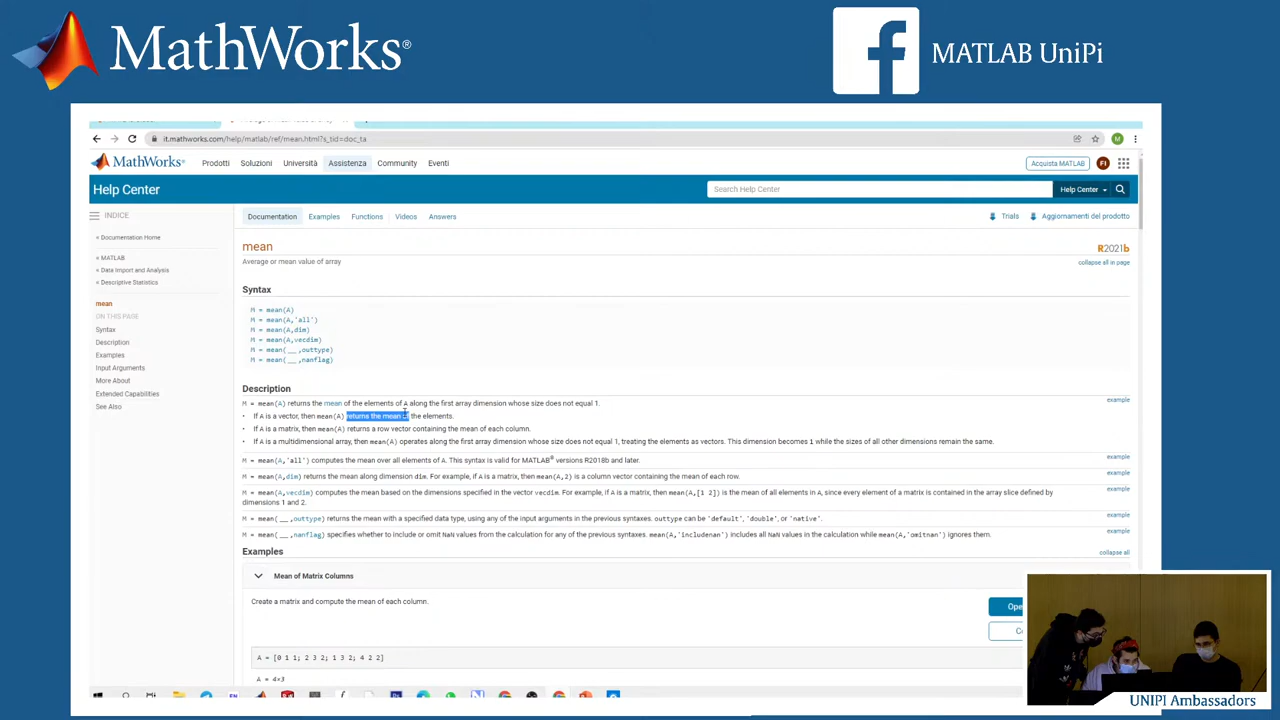 MathWorks®
MATLAB UniPi
it.mathworks.com/help/matlab/ref/mean.html?s_tid=doc_ta
MathWorks®
Prodotti Soluzioni Università Assistenza Community Eventi
Acquista MATLAB
FI
M
Help Center
Search Help Center
Help Center
INDICE
Documentation Examples Functions Videos Answers
Trials Aggiornamenti del prodotto
« Documentation Home
« MATLAB
« Data Import and Analysis
« Descriptive Statistics
mean
ON THIS PAGE
Syntax
Description
Examples
Input Arguments
More About
Extended Capabilities
See Also
mean
R2021b
Average or mean value of array
collapse all in page
Syntax
M = mean(A)
M = mean(A,'all')
M = mean(A,dim)
M = mean(A,vecdim)
M = mean(__,outtype)
M = mean(__,nanflag)
Description
M = mean(A) returns the mean of the elements of A along the first array dimension whose size does not equal 1.
example
• If A is a vector, then mean(A) returns the mean of the elements.
• If A is a matrix, then mean(A) returns a row vector containing the mean of each column.
• If A is a multidimensional array, then mean(A) operates along the first array dimension whose size does not equal 1, treating the elements as vectors. This dimension becomes 1 while the sizes of all other dimensions remain the same.
M = mean(A,'all') computes the mean over all elements of A. This syntax is valid for MATLAB® versions R2018b and later.
example
M = mean(A,dim) returns the mean along dimension dim. For example, if A is a matrix, then mean(A,2) is a column vector containing the mean of each row.
example
M = mean(A,vecdim) computes the mean based on the dimensions specified in the vector vecdim. For example, if A is a matrix, then mean(A,[1 2]) is the mean of all elements in A, since every element of a matrix is contained in the array slice defined by
example
dimensions 1 and 2.
M = mean(__,outtype) returns the mean with a specified data type, using any of the input arguments in the previous syntaxes. outtype can be 'default', 'double', or 'native'.
example
M = mean(__,nanflag) specifies whether to include or omit NaN values from the calculation for any of the previous syntaxes. mean(A,'includenan') includes all NaN values in the calculation while mean(A,'omitnan') ignores them.
example
Examples
collapse all
Mean of Matrix Columns
Create a matrix and compute the mean of each column.
Ope
A = [0 1 1; 2 3 2; 1 3 2; 4 2 2]
A = 4×3
EN
UNIPI Ambassadors